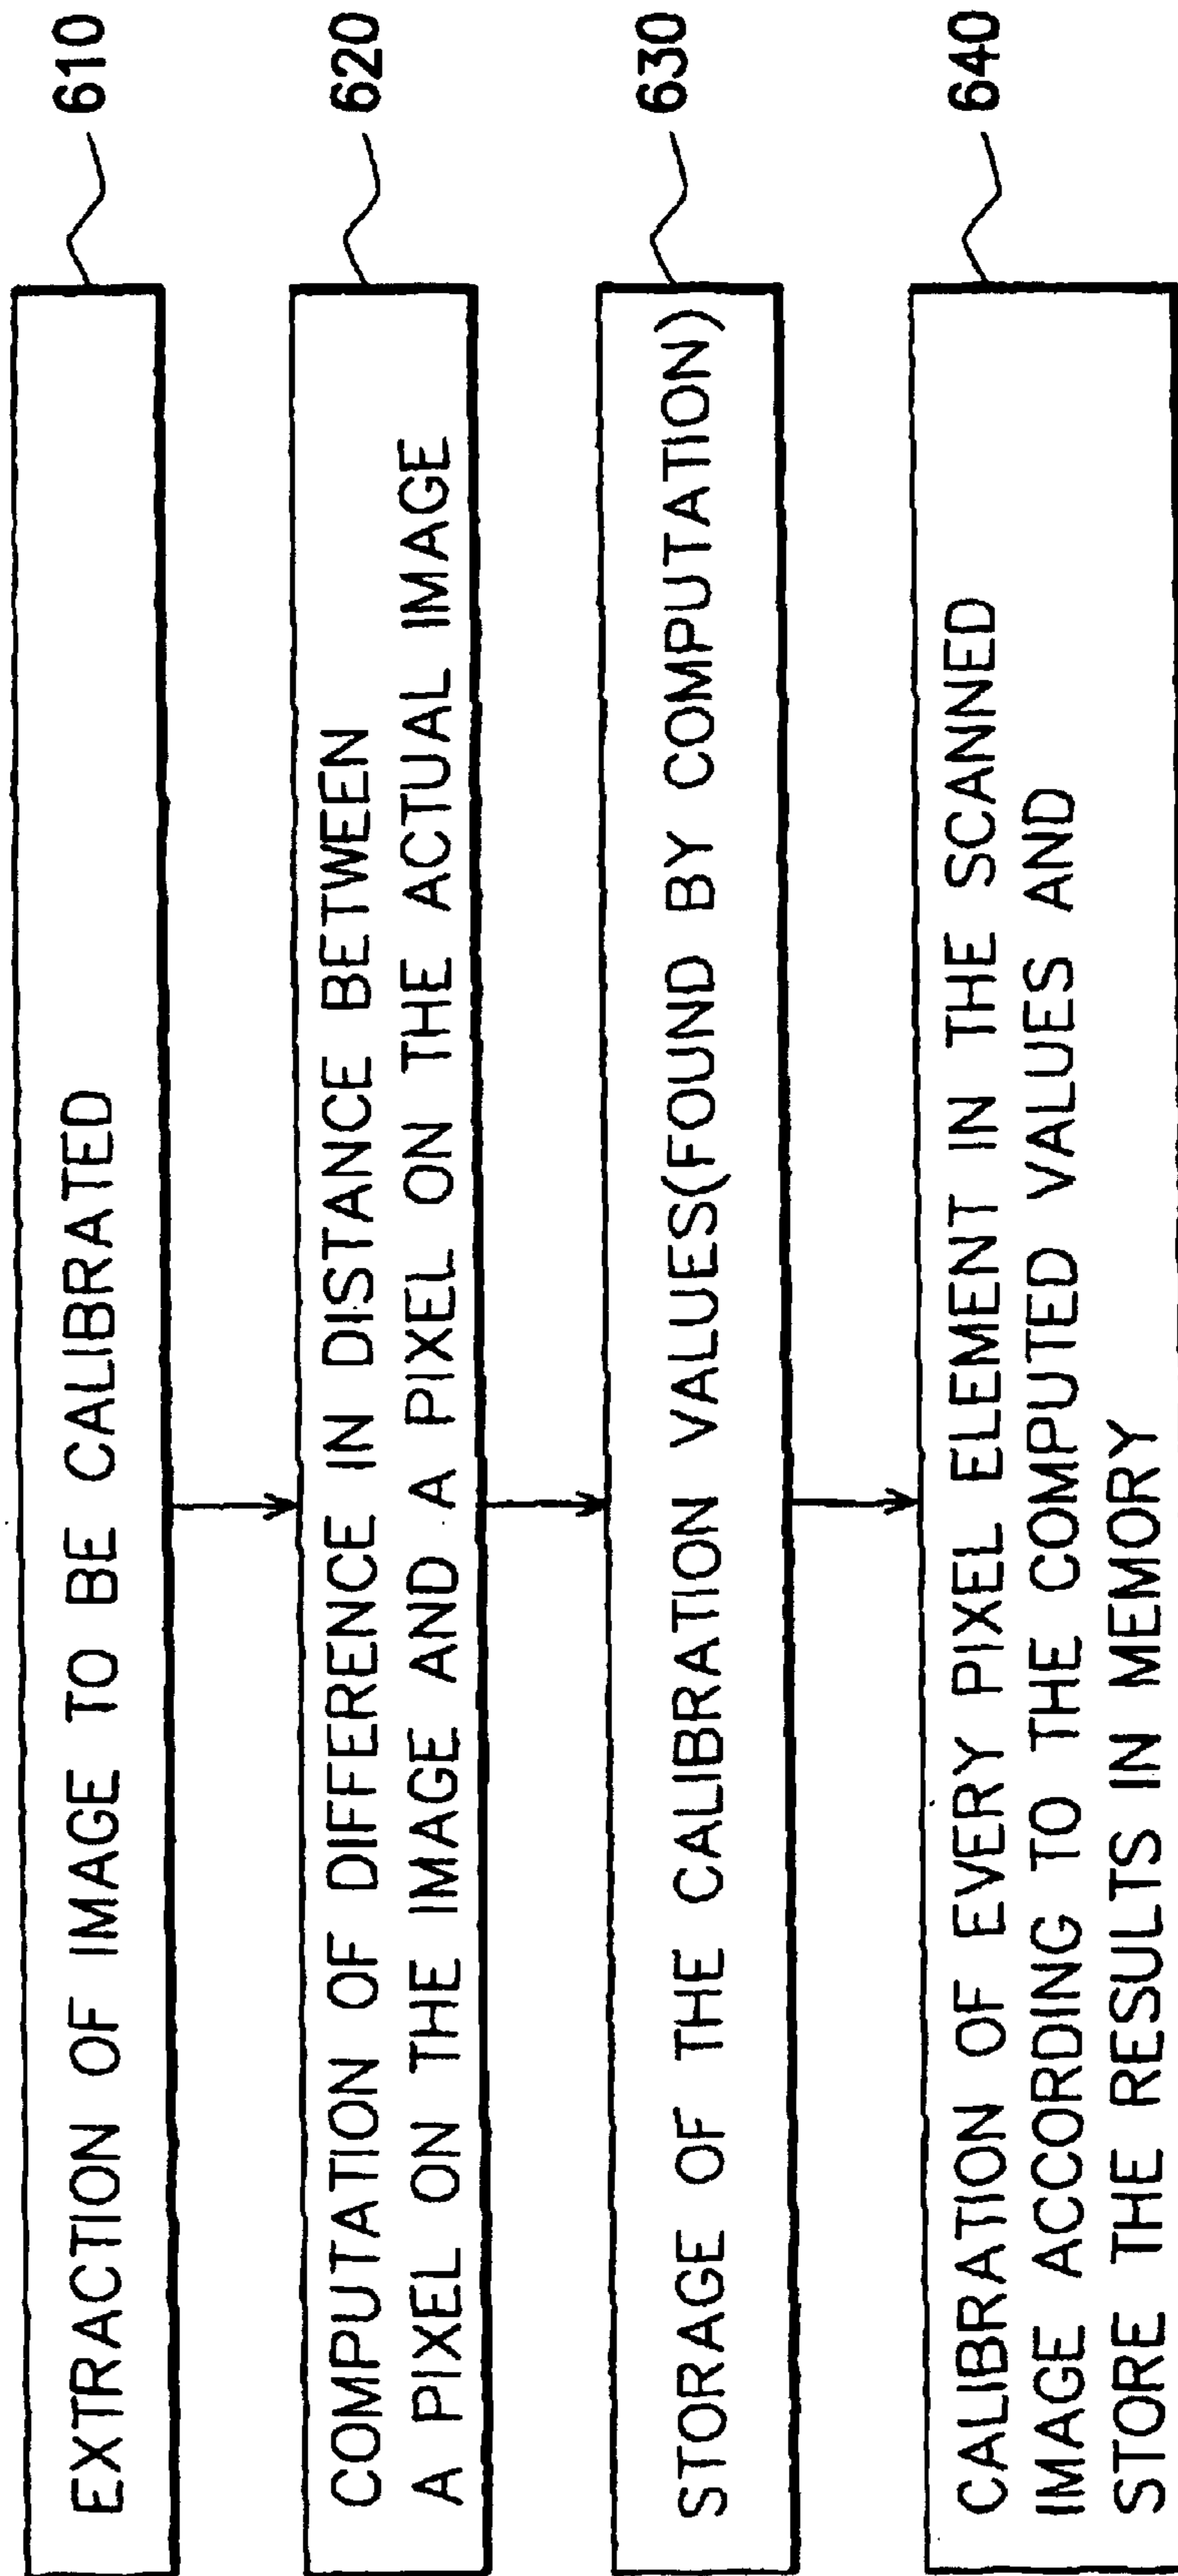 EXTRACTION OF IMAGE TO BE CALIBRATED
610
COMPUTATION OF DIFFERENCE IN DISTANCE BETWEEN
A PIXEL ON THE IMAGE AND A PIXEL ON THE ACTUAL IMAGE
620
STORAGE OF THE CALIBRATION VALUES(FOUND BY COMPUTATION)
630
CALIBRATION OF EVERY PIXEL ELEMENT IN THE SCANNED
IMAGE ACCORDING TO THE COMPUTED VALUES AND
STORE THE RESULTS IN MEMORY
640